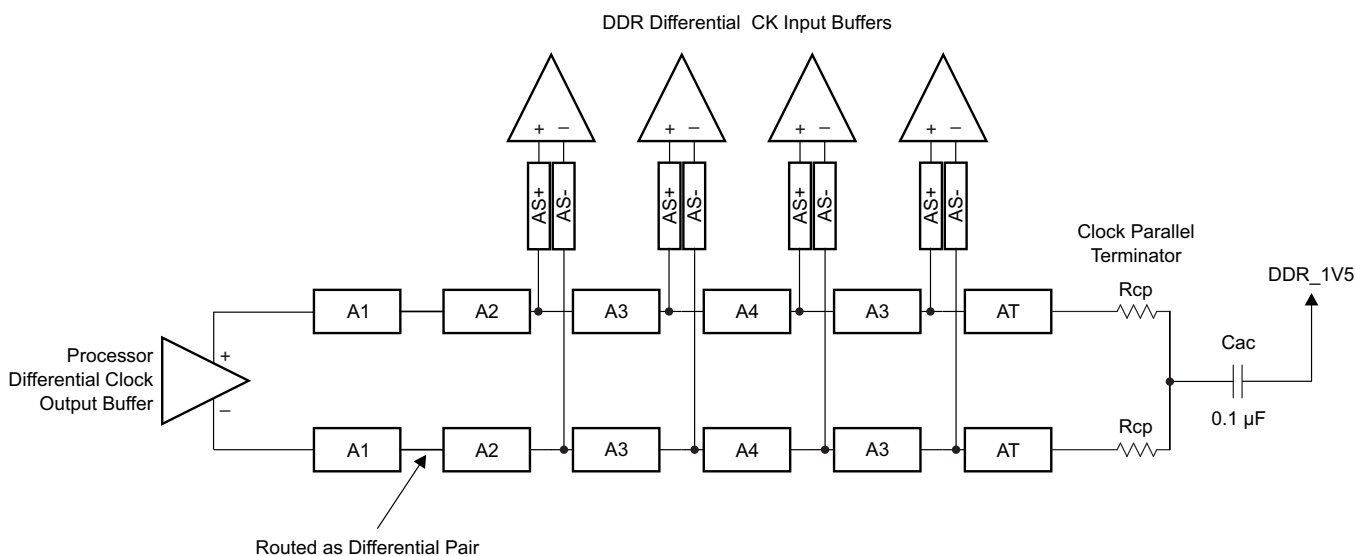 DDR Differential CK Input Buffers
+ – + – + – + –
AS+ AS- AS+ AS- AS+ AS- AS+ AS-
Clock Parallel
Terminator
DDR_1V5
A1 A2 A3 A4 A3 AT Rcp
Processor
Differential Clock
Output Buffer
+
–
Cac
0.1 µF
A1 A2 A3 A4 A3 AT Rcp
Routed as Differential Pair